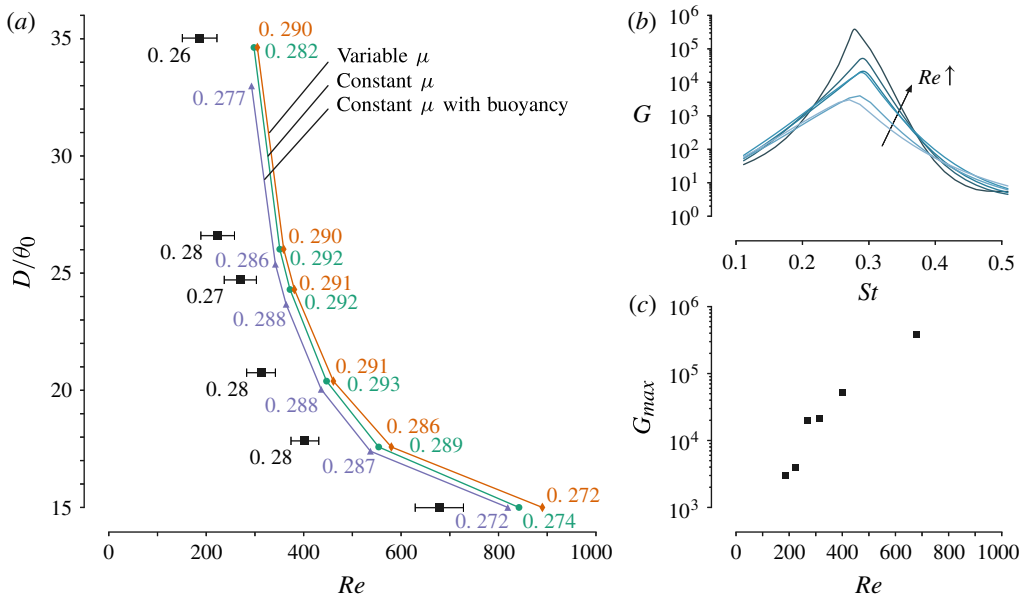 (a)
35
30
25
20
15
D/θ0
0. 26
0. 28
0. 27
0. 28
0. 28
0. 290
0. 282
0. 277
0. 290
0. 286
0. 292
0. 291
0. 292
0. 288
0. 291
0. 293
0. 288
0. 286
0. 289
0. 287
0. 272
0. 272
0. 274
Variable μ
Constant μ
Constant μ with buoyancy
0 200 400 600 800 1000
Re
(b)
10^6
10^5
10^4
10^3
10^2
10^1
10^0
G
Re ↑
0.1 0.2 0.3 0.4 0.5
St
(c)
10^6
10^5
10^4
10^3
Gmax
0 200 400 600 800 1000
Re